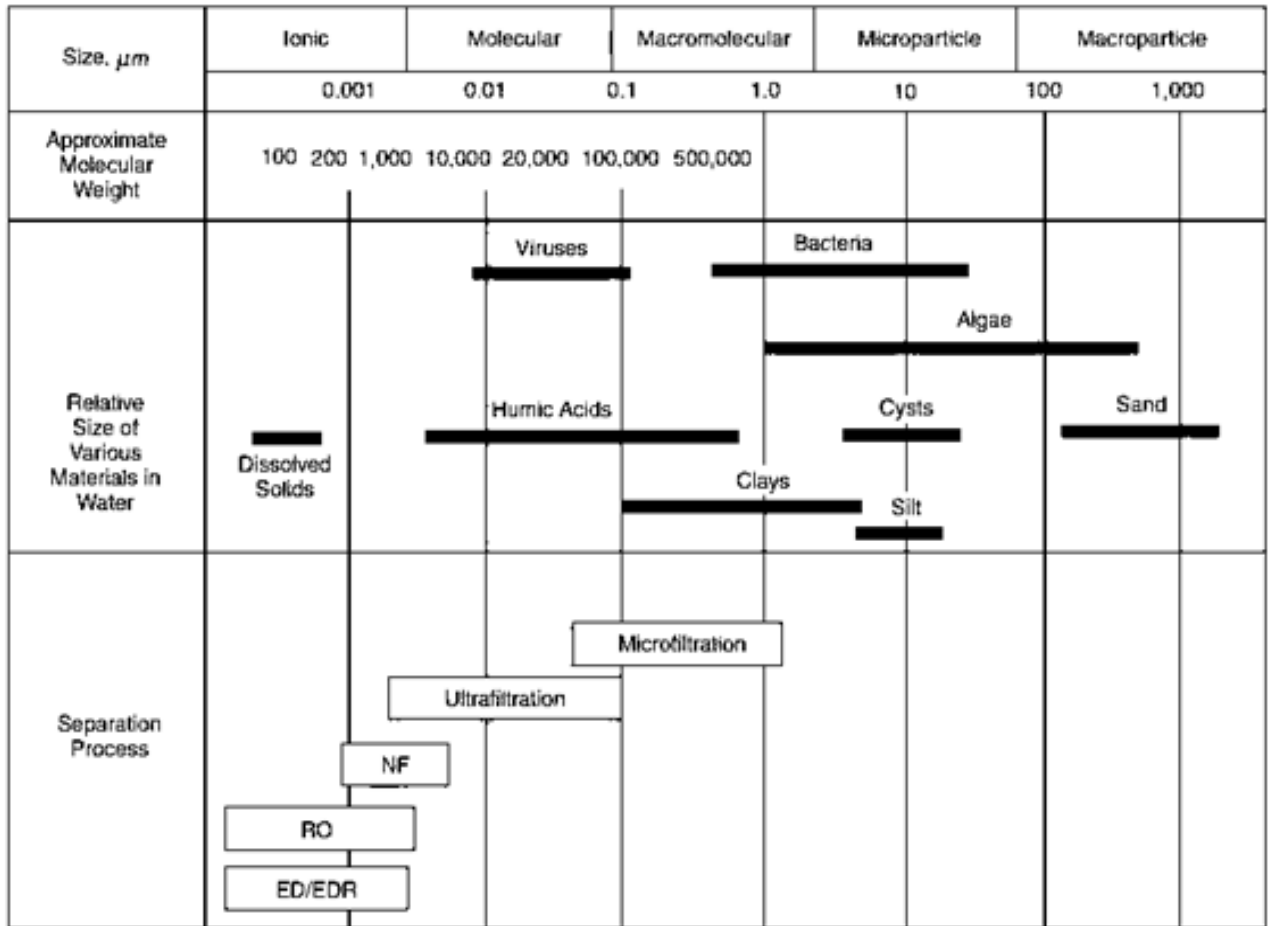 Size, μm
Ionic Molecular Macromolecular Microparticle Macroparticle
0.001 0.01 0.1 1.0 10 100 1,000
Approximate
Molecular
Weight
100 200 1,000 10,000 20,000 100,000 500,000
Relative
Size of
Various
Materials in
Water
Viruses
Bacteria
Algae
Humic Acids
Cysts
Sand
Dissolved
Solids
Clays
Silt
Separation
Process
Microfiltration
Ultrafiltration
NF
RO
ED/EDR